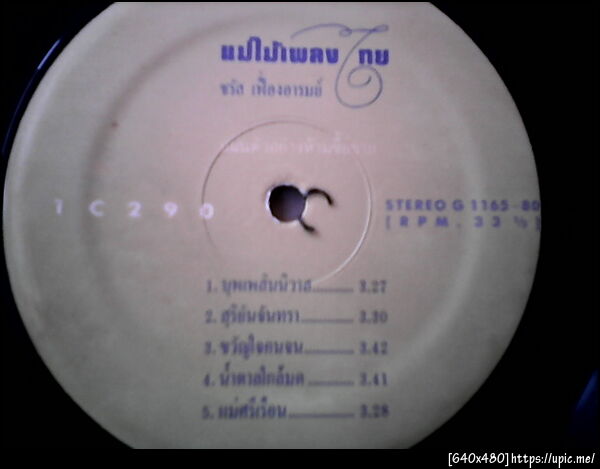 แม่ไม้เพลงไทย
ชรัส เฟื่องอารมย์
1 C 2 9 0
STEREO G 1165-80
[ R P M . 33 ⅓ ]
1. บุพเพสันนิวาส............ 3.27
2. สุริยันจันทรา............ 3.30
3. ขวัญใจคนจน............ 3.42
4. น้ำตาลใกล้มด............ 3.41
5. แม่ศรีเรือน............ 3.28
[640x480]https://upic.me/